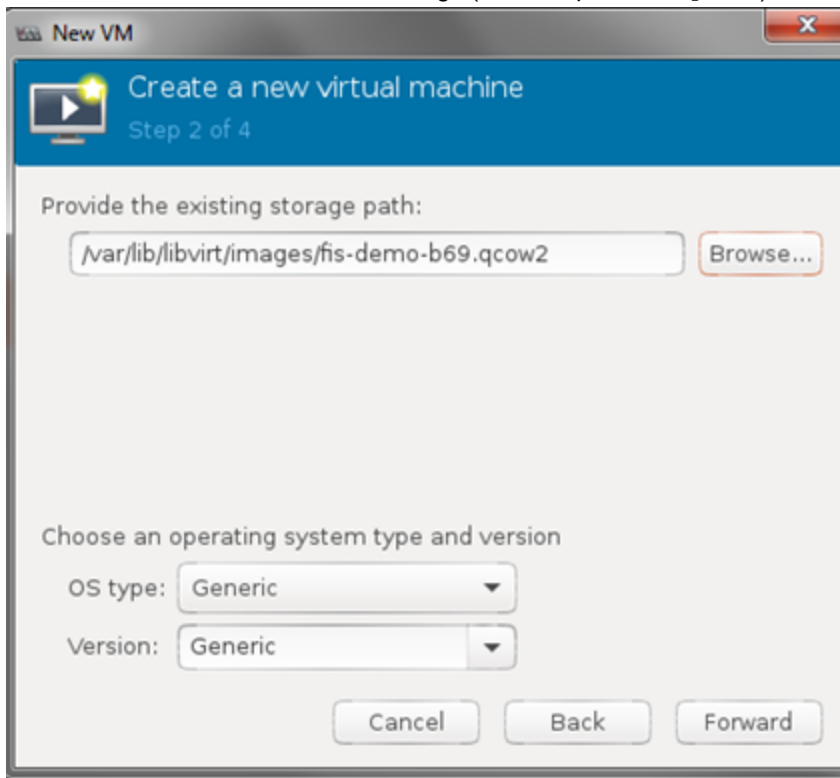 New VM
Create a new virtual machine
Step 2 of 4
Provide the existing storage path:
/var/lib/libvirt/images/fis-demo-b69.qcow2 Browse...
Choose an operating system type and version
OS type: Generic
Version: Generic
Cancel Back Forward